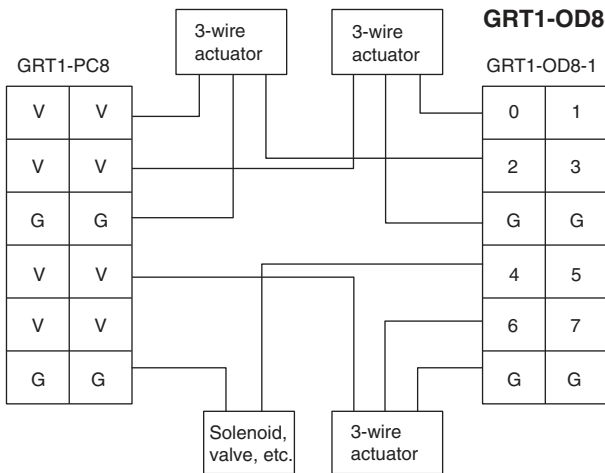 GRT1-OD8
3-wire
actuator
3-wire
actuator
GRT1-PC8
GRT1-OD8-1
V V
0 1
V V
2 3
G G
G G
V V
4 5
V V
6 7
G G
G G
Solenoid,
valve, etc.
3-wire
actuator